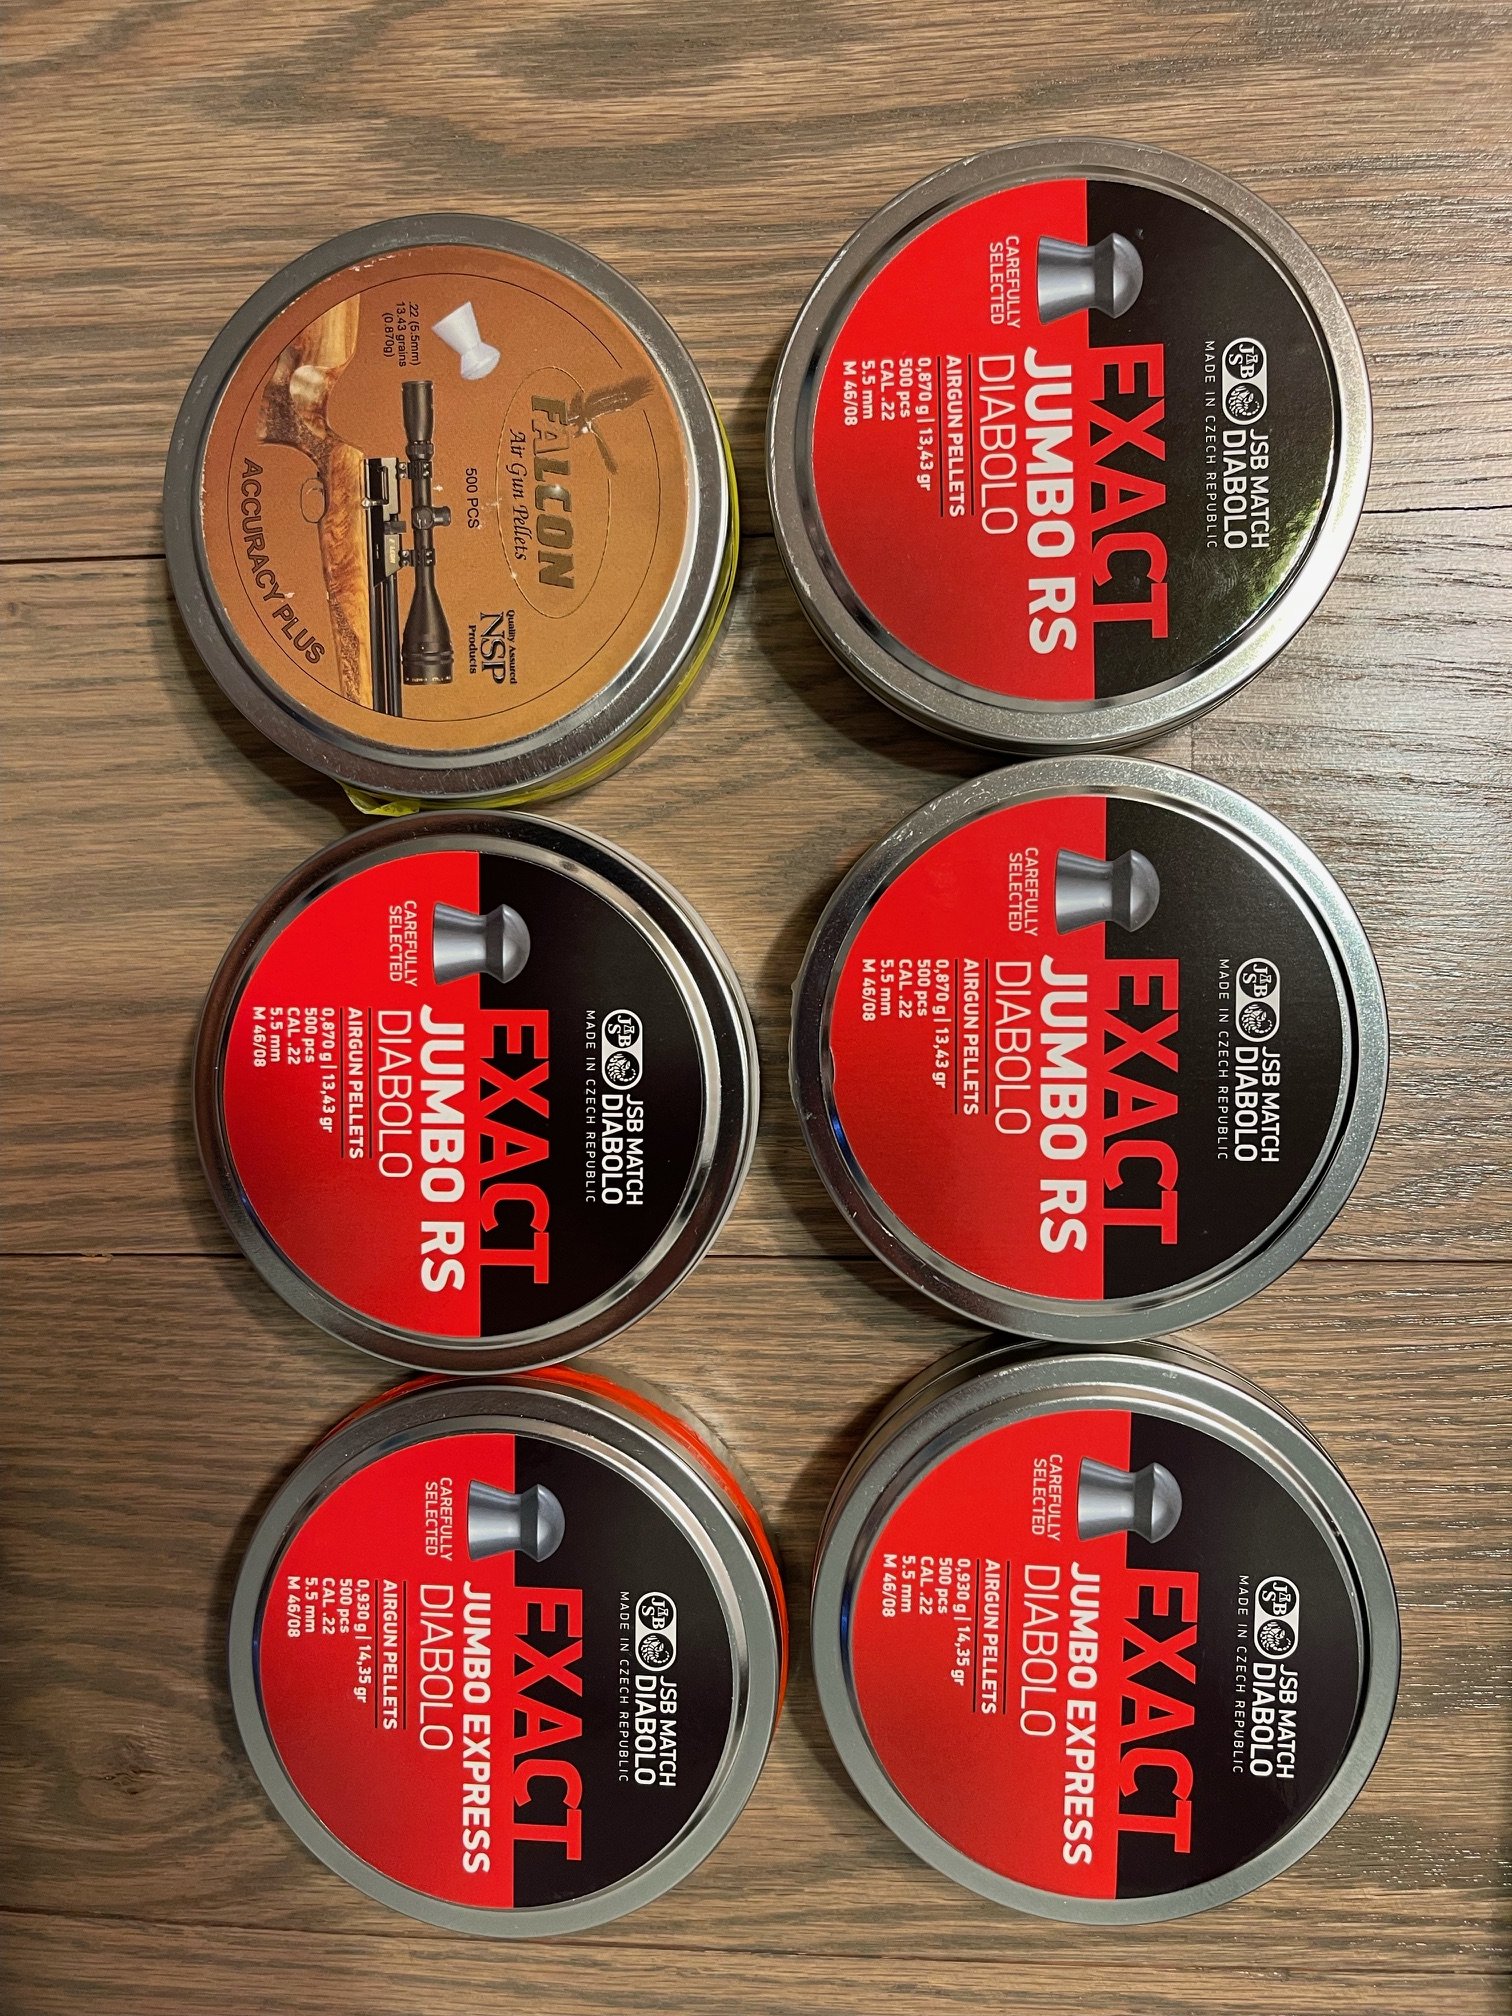 JSB MATCH
DIABOLO
MADE IN CZECH REPUBLIC
EXACT
JUMBO RS
DIABOLO
CAREFULLY
SELECTED
AIRGUN PELLETS
0,870 g | 13,43 gr
500 pcs
CAL .22
5.5 mm
M 46/08
JSB MATCH
DIABOLO
MADE IN CZECH REPUBLIC
EXACT
JUMBO RS
DIABOLO
CAREFULLY
SELECTED
AIRGUN PELLETS
0,870 g | 13,43 gr
500 pcs
CAL .22
5.5 mm
M 46/08
JSB MATCH
DIABOLO
MADE IN CZECH REPUBLIC
EXACT
JUMBO EXPRESS
DIABOLO
CAREFULLY
SELECTED
AIRGUN PELLETS
0,930 g | 14,35 gr
500 pcs
CAL .22
5.5 mm
M 46/08
FALCON
Air Gun Pellets
500 PCS
Quality Assured
NSP
Products
.22 (5.5mm)
13.43 grains
(0.870g)
ACCURACY PLUS
JSB MATCH
DIABOLO
MADE IN CZECH REPUBLIC
EXACT
JUMBO RS
DIABOLO
CAREFULLY
SELECTED
AIRGUN PELLETS
0,870 g | 13,43 gr
500 pcs
CAL .22
5.5 mm
M 46/08
JSB MATCH
DIABOLO
MADE IN CZECH REPUBLIC
EXACT
JUMBO EXPRESS
DIABOLO
CAREFULLY
SELECTED
AIRGUN PELLETS
0,930 g | 14,35 gr
500 pcs
CAL .22
5.5 mm
M 46/08